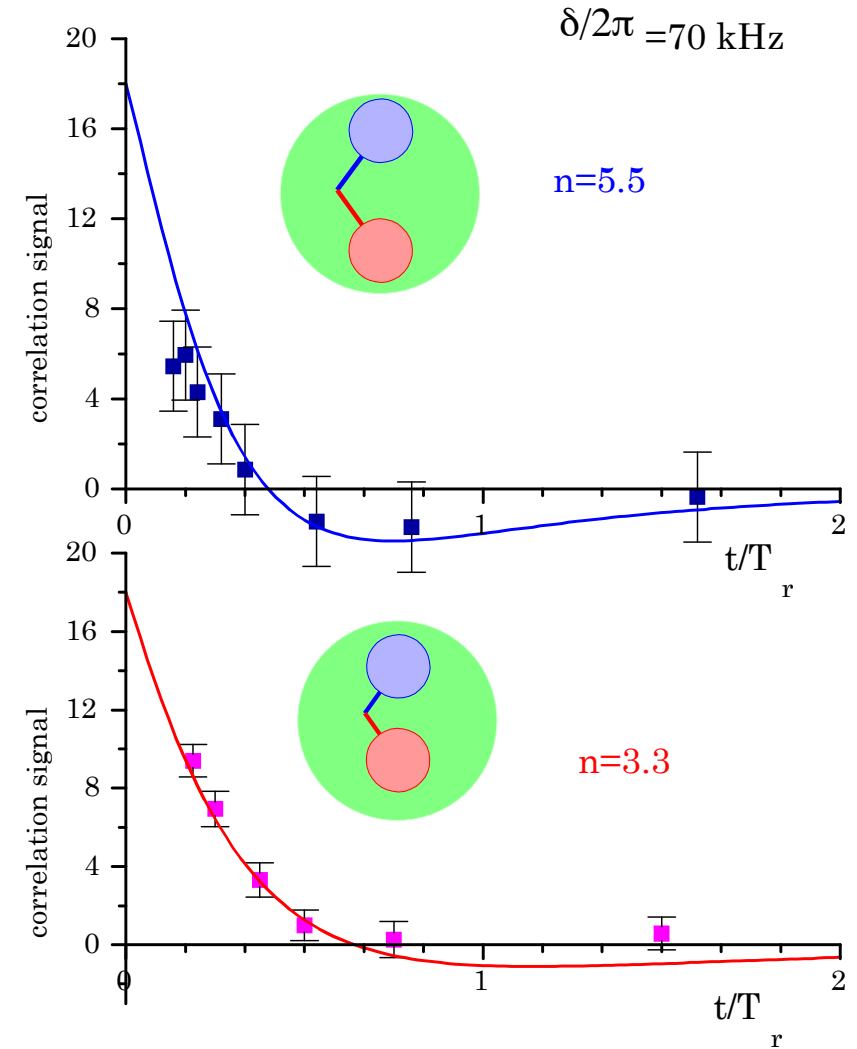 δ/2π =70 kHz
20
16
12
8
4
0
correlation signal
n=5.5
0
1
2
t/T r
20
16
12
8
4
0
correlation signal
n=3.3
0
1
2
t/T r